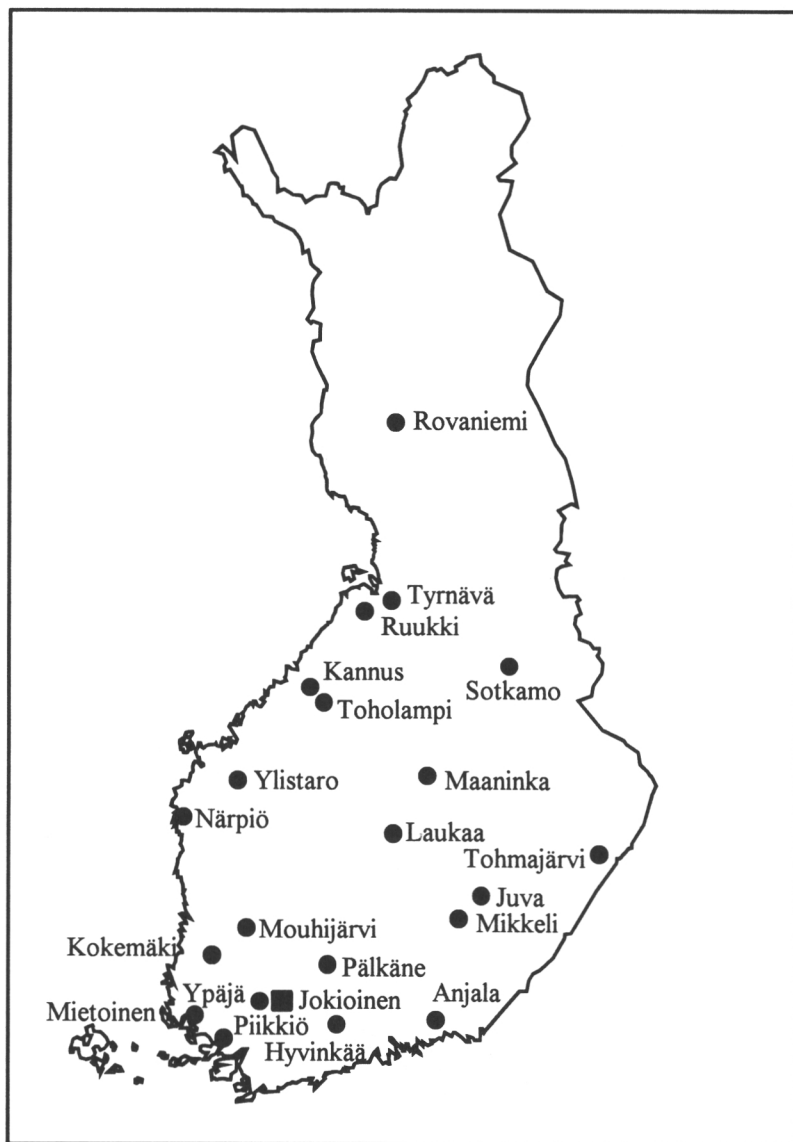 Rovaniemi
Tyrnävä
Ruukki
Kannus
Sotkamo
Toholampi
Ylistaro
Maaninka
Närpiö
Laukaa
Tohmajärvi
Juva
Mikkeli
Mouhijärvi
Kokemäki
Pälkäne
Ypäjä
Jokioinen
Anjala
Mietoinen
Piikkiö
Hyvinkää